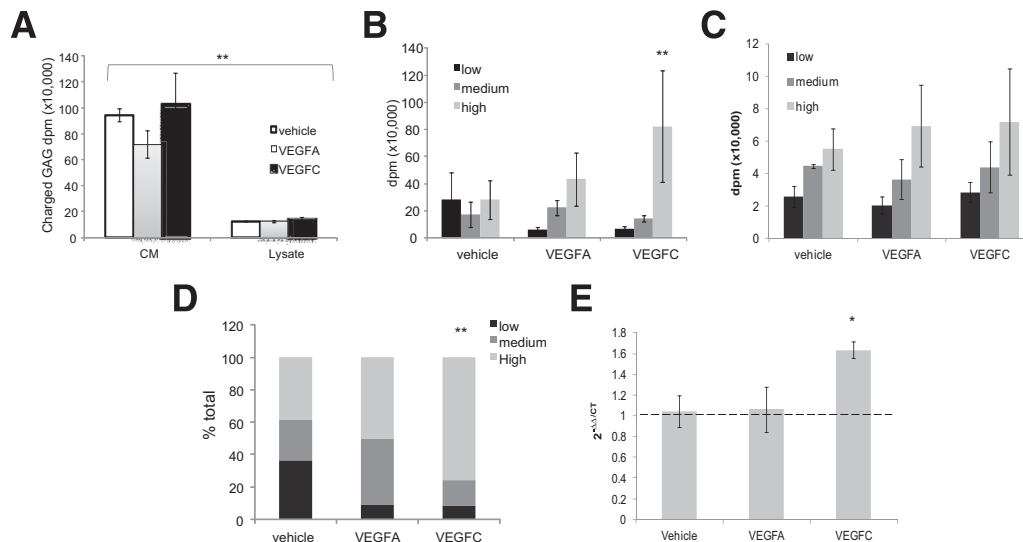 A
Charged GAG dpm (x10,000)
140
120
100
80
60
40
20
0
**
vehicle
VEGFA
VEGFC
CM
Lysate
B
dpm (x10,000)
140
120
100
80
60
40
20
0
low
medium
high
**
vehicle
VEGFA
VEGFC
C
dpm (x10,000)
12
10
8
6
4
2
0
low
medium
high
vehicle
VEGFA
VEGFC
D
% total
120
100
80
60
40
20
0
**
low
medium
High
vehicle
VEGFA
VEGFC
E
2-ΔΔ/CT
1.8
1.6
1.4
1.2
1
0.8
0.6
0.4
0.2
0
*
Vehicle
VEGFA
VEGFC